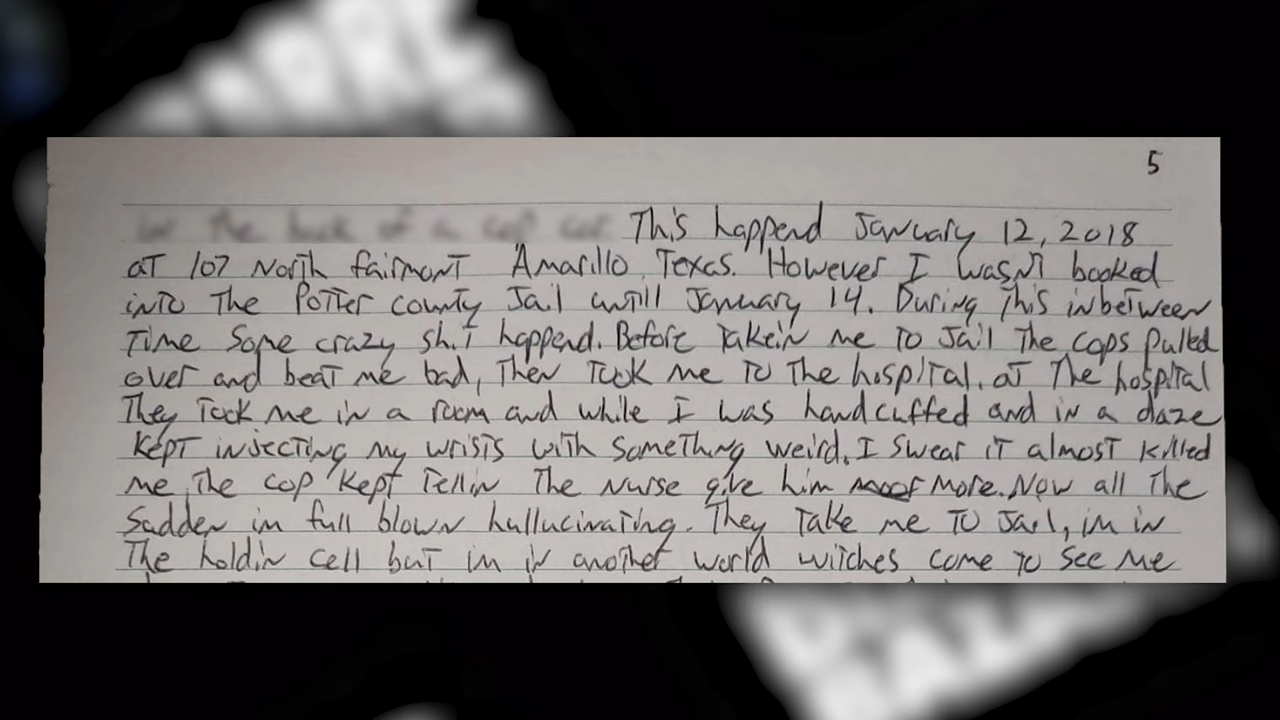 5
This happend January 12, 2018
at 107 North fairmont Amarillo, Texas. However I wasn't booked
into the Potter county Jail untill January 14. During this inbetween
time some crazy sh.t happend. Before takein me to Jail the cops pulled
over and beat me bad, then took me to the hospital. at the hospital
They took me in a room and while I was handcuffed and in a daze
kept injecting my wrists with something weird. I swear it almost killed
me, the cop kept tellin the nurse give him more. Now all the
sudden im full blown hallucinating. They take me to Jail, im in
the holdin cell but im in another world witches come to see me